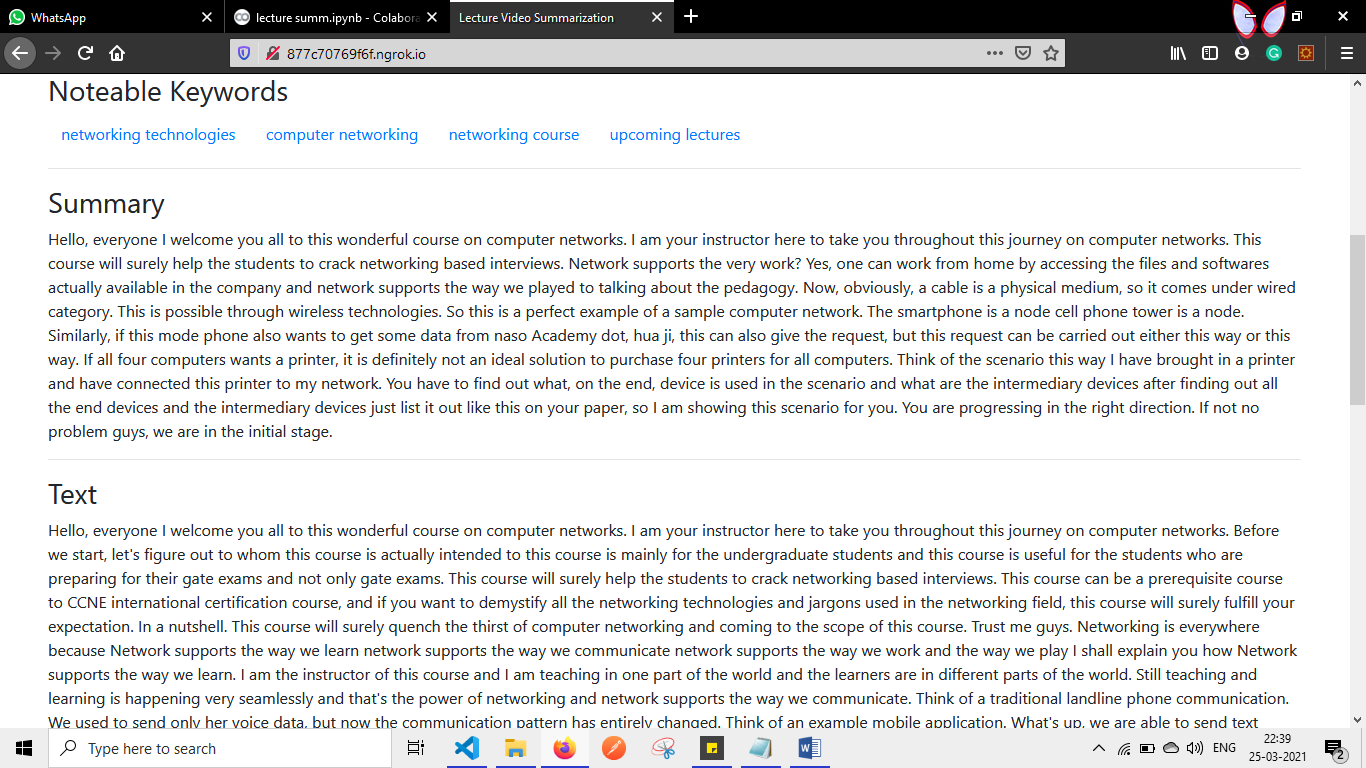 WhatsApp
lecture summ.ipynb - Colabora
Lecture Video Summarization
877c70769f6f.ngrok.io
Noteable Keywords
networking technologies computer networking networking course upcoming lectures
Summary
Hello, everyone I welcome you all to this wonderful course on computer networks. I am your instructor here to take you throughout this journey on computer networks. This
course will surely help the students to crack networking based interviews. Network supports the very work? Yes, one can work from home by accessing the files and softwares
actually available in the company and network supports the way we played to talking about the pedagogy. Now, obviously, a cable is a physical medium, so it comes under wired
category. This is possible through wireless technologies. So this is a perfect example of a sample computer network. The smartphone is a node cell phone tower is a node.
Similarly, if this mode phone also wants to get some data from naso Academy dot, hua ji, this can also give the request, but this request can be carried out either this way or this
way. If all four computers wants a printer, it is definitely not an ideal solution to purchase four printers for all computers. Think of the scenario this way I have brought in a printer
and have connected this printer to my network. You have to find out what, on the end, device is used in the scenario and what are the intermediary devices after finding out all
the end devices and the intermediary devices just list it out like this on your paper, so I am showing this scenario for you. You are progressing in the right direction. If not no
problem guys, we are in the initial stage.
Text
Hello, everyone I welcome you all to this wonderful course on computer networks. I am your instructor here to take you throughout this journey on computer networks. Before
we start, let's figure out to whom this course is actually intended to this course is mainly for the undergraduate students and this course is useful for the students who are
preparing for their gate exams and not only gate exams. This course will surely help the students to crack networking based interviews. This course can be a prerequisite course
to CCNE international certification course, and if you want to demystify all the networking technologies and jargons used in the networking field, this course will surely fulfill your
expectation. In a nutshell. This course will surely quench the thirst of computer networking and coming to the scope of this course. Trust me guys. Networking is everywhere
because Network supports the way we learn network supports the way we communicate network supports the way we work and the way we play I shall explain you how Network
supports the way we learn. I am the instructor of this course and I am teaching in one part of the world and the learners are in different parts of the world. Still teaching and
learning is happening very seamlessly and that's the power of networking and network supports the way we communicate. Think of a traditional landline phone communication.
We used to send only her voice data, but now the communication pattern has entirely changed. Think of an example mobile application. What's up, we are able to send text
Type here to search
ENG
22:39
25-03-2021
2